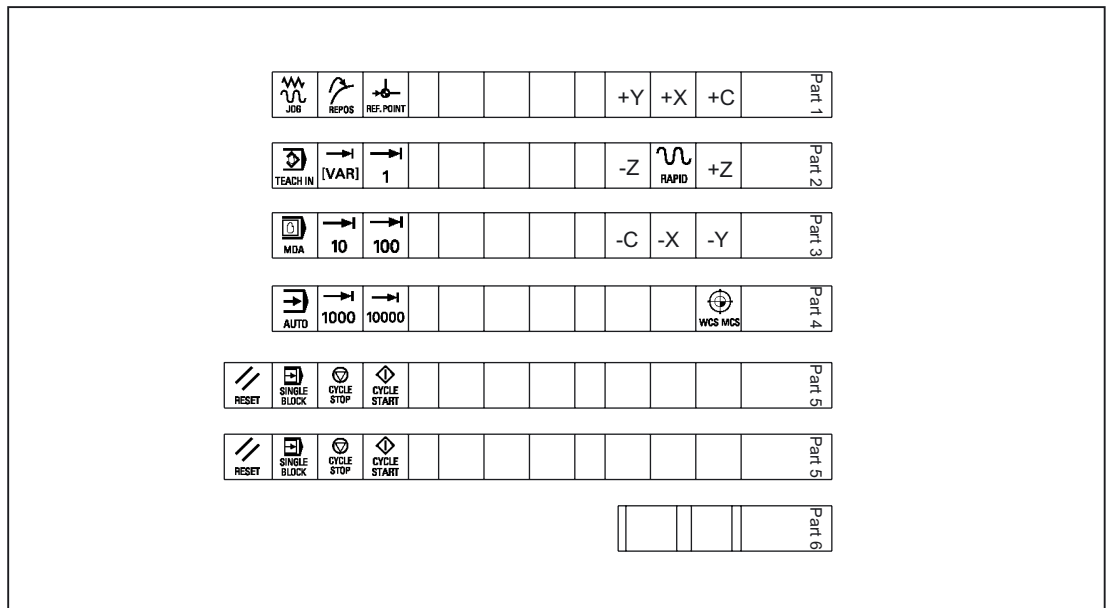 JOG REPOS REF. POINT +Y +X +C Part 1
TEACH IN [VAR] 1 -Z RAPID +Z Part 2
MDA 10 100 -C -X -Y Part 3
AUTO 1000 10000 WCS MCS Part 4
RESET SINGLE BLOCK CYCLE STOP CYCLE START Part 5
RESET SINGLE BLOCK CYCLE STOP CYCLE START Part 5
Part 6